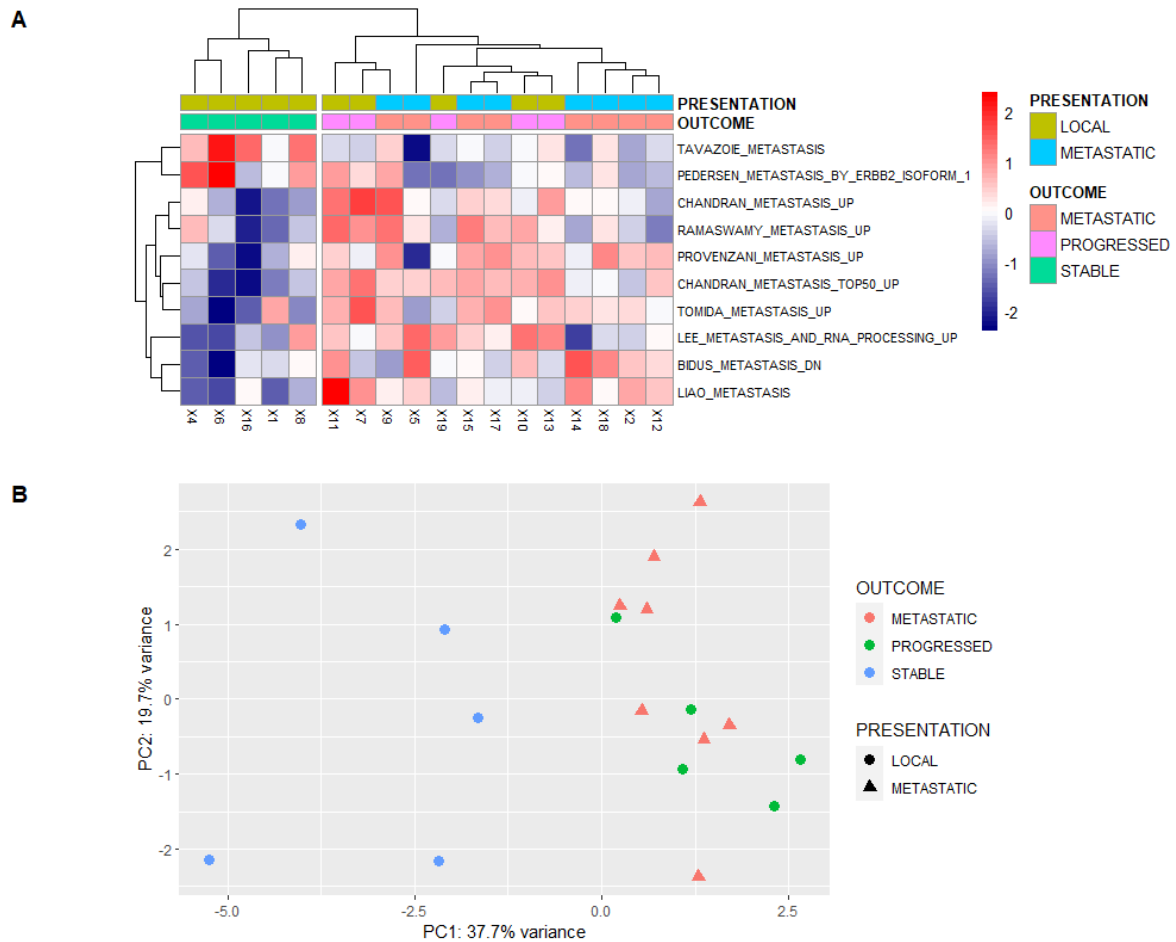 A
PRESENTATION
OUTCOME
TAVAZOIE_METASTASIS
PEDERSEN_METASTASIS_BY_ERBB2_ISOFORM_1
CHANDRAN_METASTASIS_UP
RAMASWAMY_METASTASIS_UP
PROVENZANI_METASTASIS_UP
CHANDRAN_METASTASIS_TOP50_UP
TOMIDA_METASTASIS_UP
LEE_METASTASIS_AND_RNA_PROCESSING_UP
BIDUS_METASTASIS_DN
LIAO_METASTASIS
X4 X6 X16 X1 X8 X11 X7 X9 X5 X19 X15 X17 X10 X13 X14 X18 X2 X12
2
1
0
-1
-2
PRESENTATION
LOCAL
METASTATIC
OUTCOME
METASTATIC
PROGRESSED
STABLE
B
PC2: 19.7% variance
2
1
0
-1
-2
-5.0 -2.5 0.0 2.5
PC1: 37.7% variance
OUTCOME
METASTATIC
PROGRESSED
STABLE
PRESENTATION
LOCAL
METASTATIC